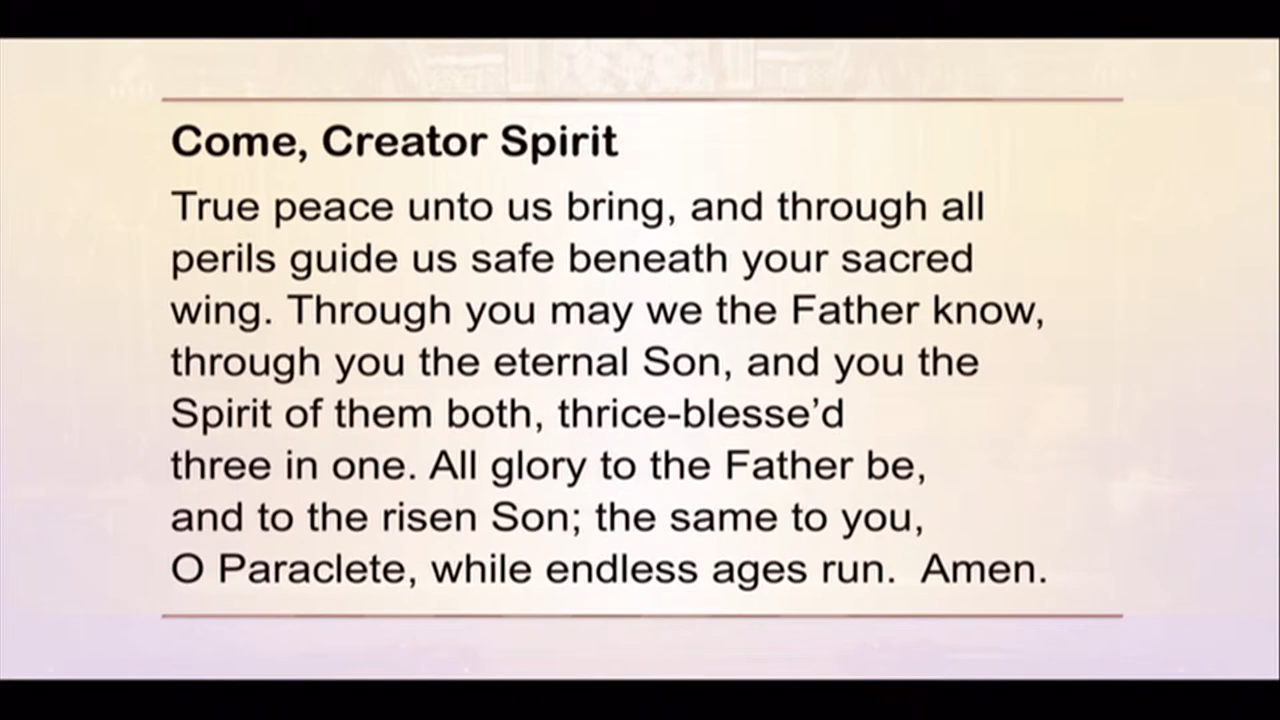 Come, Creator Spirit
True peace unto us bring, and through all
perils guide us safe beneath your sacred
wing. Through you may we the Father know,
through you the eternal Son, and you the
Spirit of them both, thrice-blesse’d
three in one. All glory to the Father be,
and to the risen Son; the same to you,
O Paraclete, while endless ages run.  Amen.